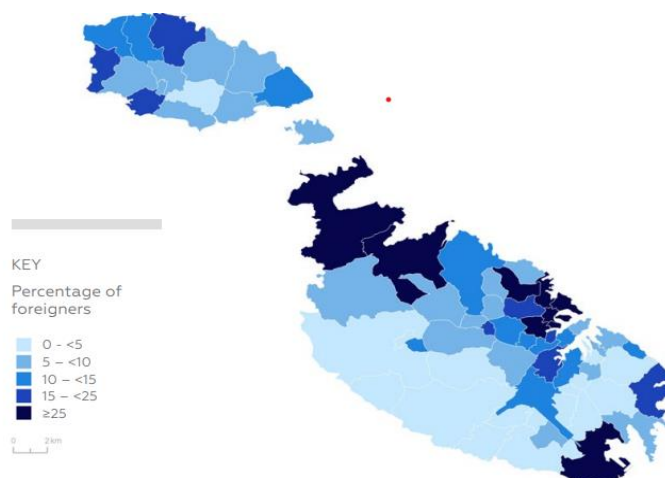 KEY
Percentage of
foreigners
0 - <5
5 – <10
10 – <15
15 – <25
≥25
0 2km